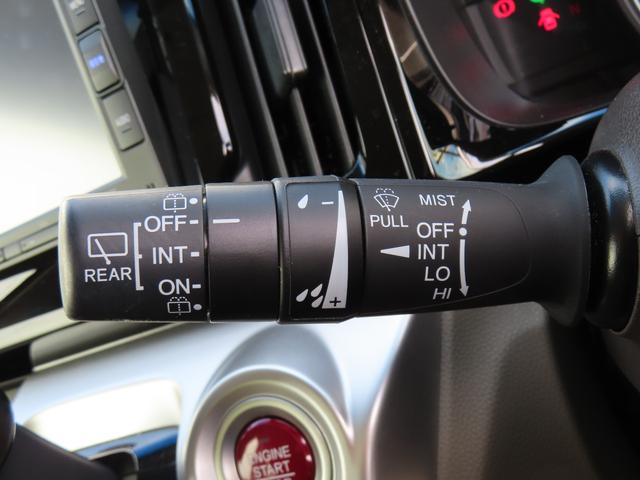 OFF
INT
REAR
ON
−
+
PULL
MIST
OFF
INT
LO
HI
ENGINE
START